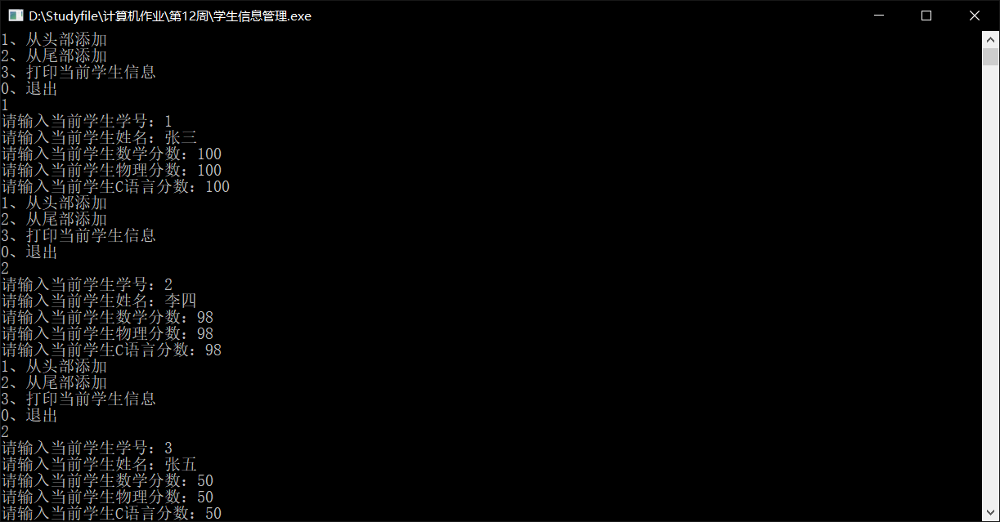 D:\Studyfile\计算机作业\第12周\学生信息管理.exe
1、从头部添加
2、从尾部添加
3、打印当前学生信息
0、退出
1
请输入当前学生学号：1
请输入当前学生姓名：张三
请输入当前学生数学分数：100
请输入当前学生物理分数：100
请输入当前学生C语言分数：100
1、从头部添加
2、从尾部添加
3、打印当前学生信息
0、退出
2
请输入当前学生学号：2
请输入当前学生姓名：李四
请输入当前学生数学分数：98
请输入当前学生物理分数：98
请输入当前学生C语言分数：98
1、从头部添加
2、从尾部添加
3、打印当前学生信息
0、退出
2
请输入当前学生学号：3
请输入当前学生姓名：张五
请输入当前学生数学分数：50
请输入当前学生物理分数：50
请输入当前学生C语言分数：50